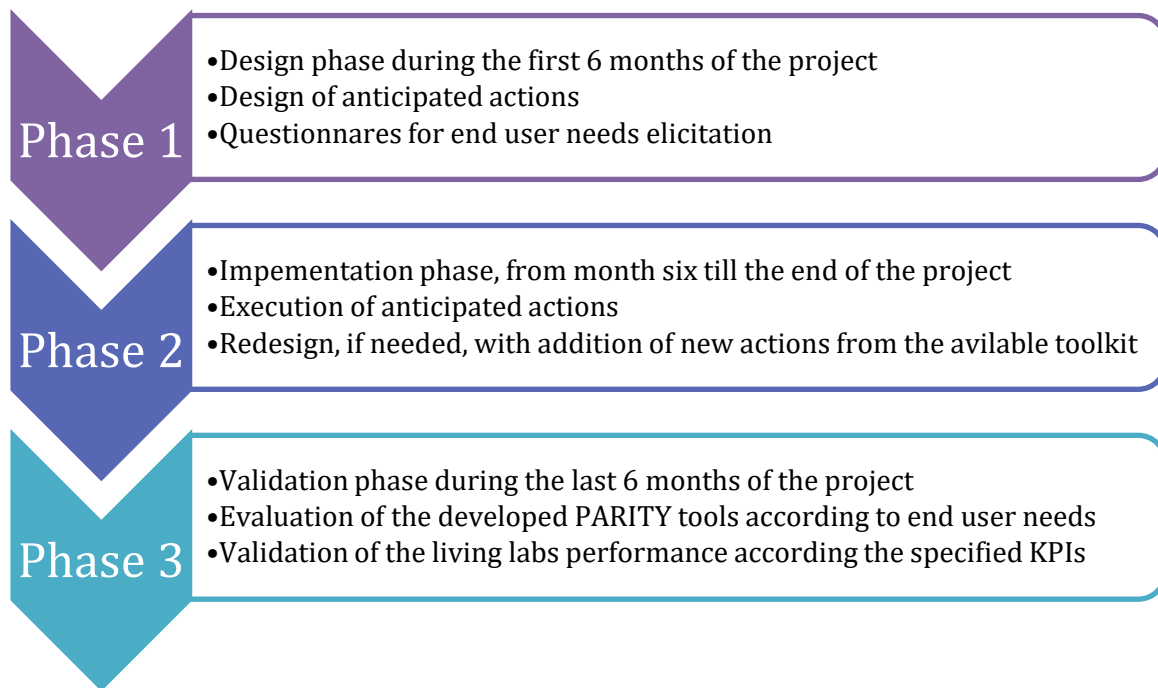 Phase 1
•Design phase during the first 6 months of the project
•Design of anticipated actions
•Questionnares for end user needs elicitation
Phase 2
•Impementation phase, from month six till the end of the project
•Execution of anticipated actions
•Redesign, if needed, with addition of new actions from the avilable toolkit
Phase 3
•Validation phase during the last 6 months of the project
•Evaluation of the developed PARITY tools according to end user needs
•Validation of the living labs performance according the specified KPIs